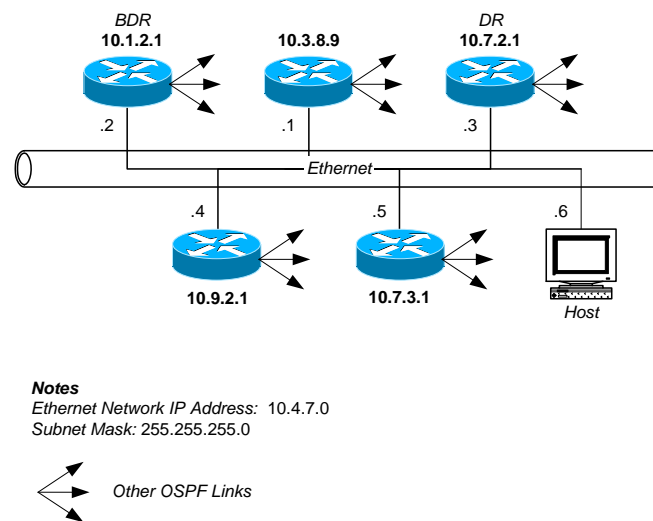 BDR
10.1.2.1
10.3.8.9
DR
10.7.2.1
.2
.1
.3
Ethernet
.4
.5
.6
10.9.2.1
10.7.3.1
Host
Notes
Ethernet Network IP Address: 10.4.7.0
Subnet Mask: 255.255.255.0
Other OSPF Links